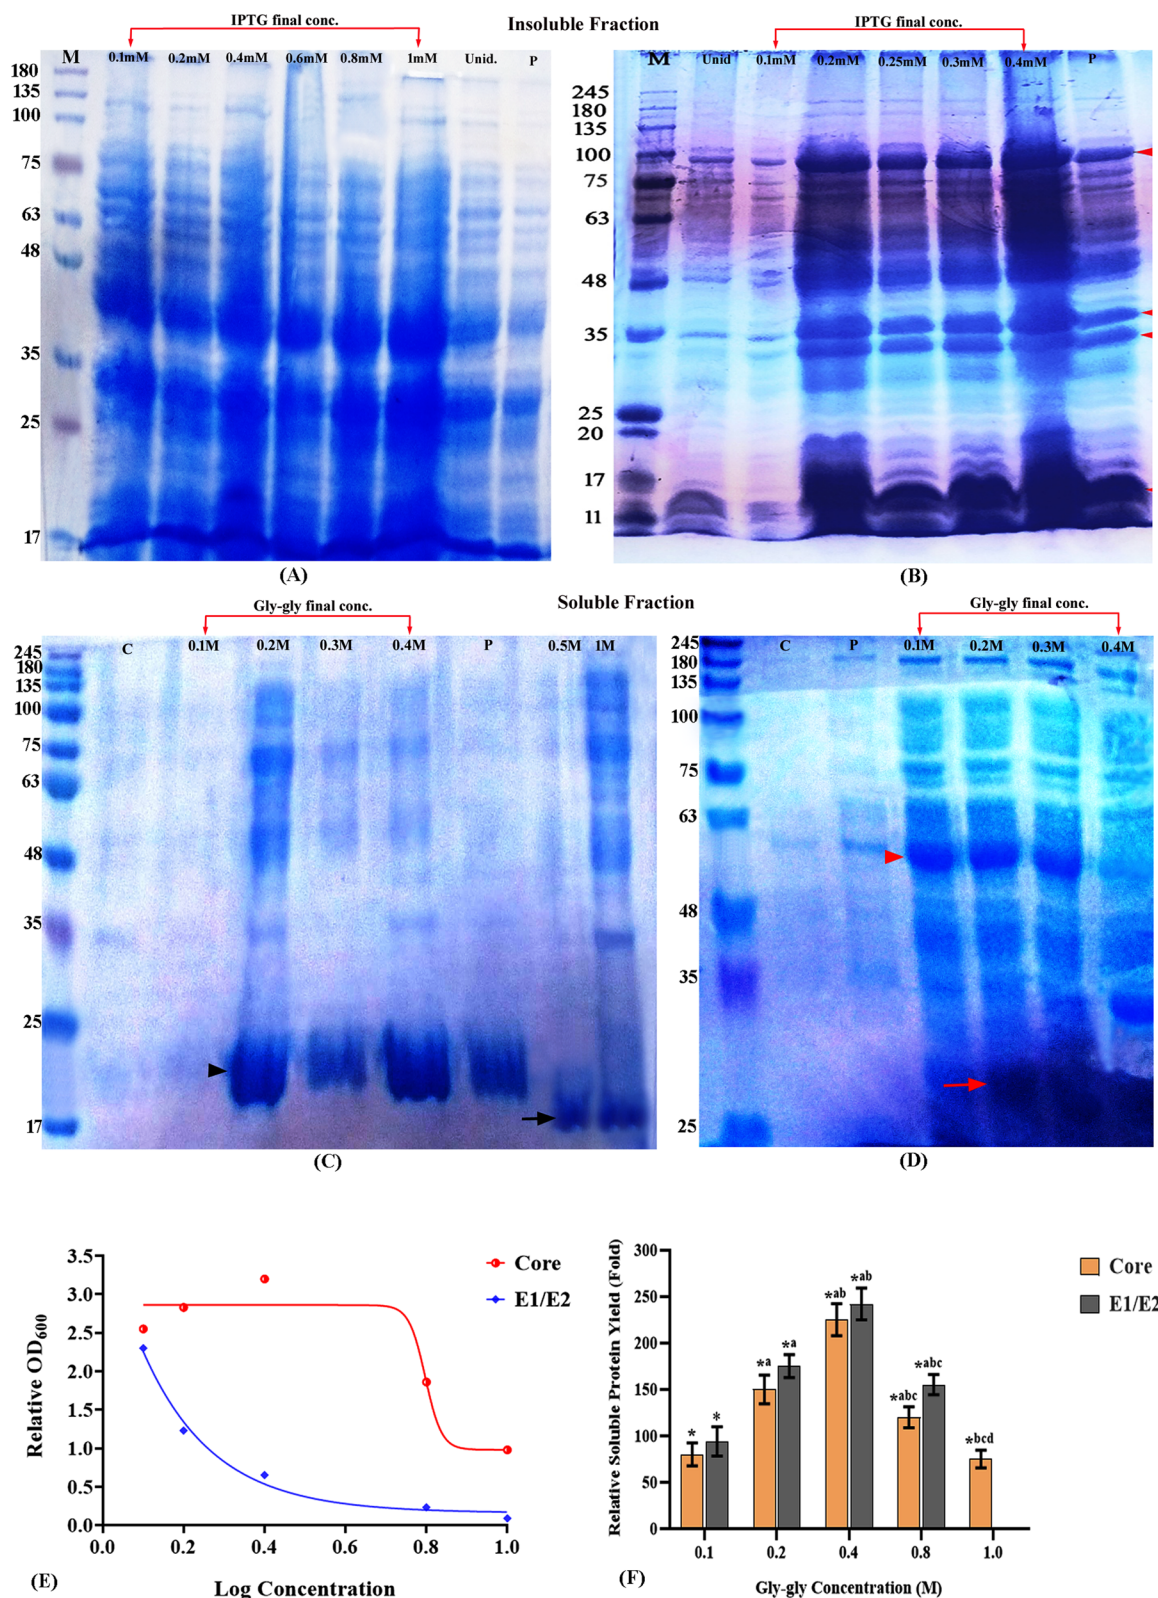 IPTG final conc.
Insoluble Fraction
IPTG final conc.
M 0.1mM 0.2mM 0.4mM 0.6mM 0.8mM 1mM Unid. P
180
135
100
75
63
48
35
25
17
(A)
M Unid 0.1mM 0.2mM 0.25mM 0.3mM 0.4mM P
245
180
135
100
75
63
48
35
25
20
17
11
(B)
Gly-gly final conc.
Soluble Fraction
Gly-gly final conc.
C 0.1M 0.2M 0.3M 0.4M P 0.5M 1M
245
180
135
100
75
63
48
35
25
17
(C)
C P 0.1M 0.2M 0.3M 0.4M
245
180
135
100
75
63
48
35
25
(D)
Core
E1/E2
Relative OD600
3.5
3.0
2.5
2.0
1.5
1.0
0.5
0.0
0.0 0.2 0.4 0.6 0.8 1.0
Log Concentration
(E)
Core
E1/E2
Relative Soluble Protein Yield (Fold)
300
250
200
150
100
50
0
* * *a *a *ab *ab *abc *abc *bcd
0.1 0.2 0.4 0.8 1.0
Gly-gly Concentration (M)
(F)